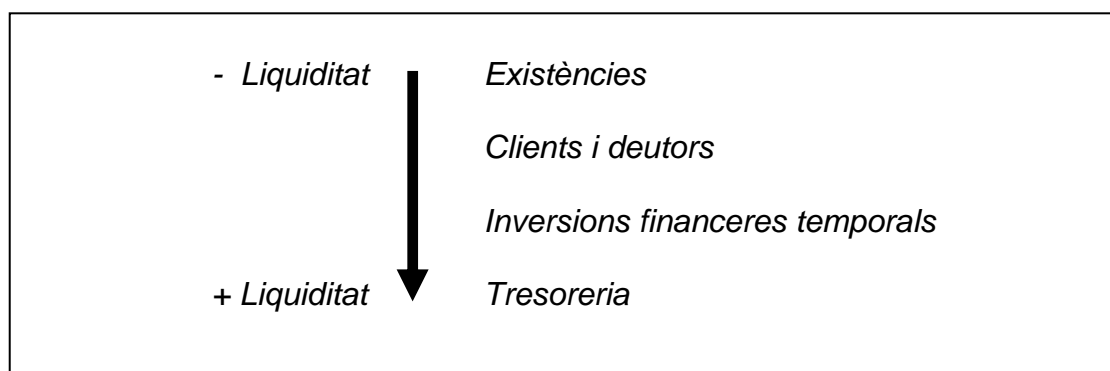 - Liquiditat Existències
Clients i deutors
Inversions financeres temporals
+ Liquiditat Tresoreria